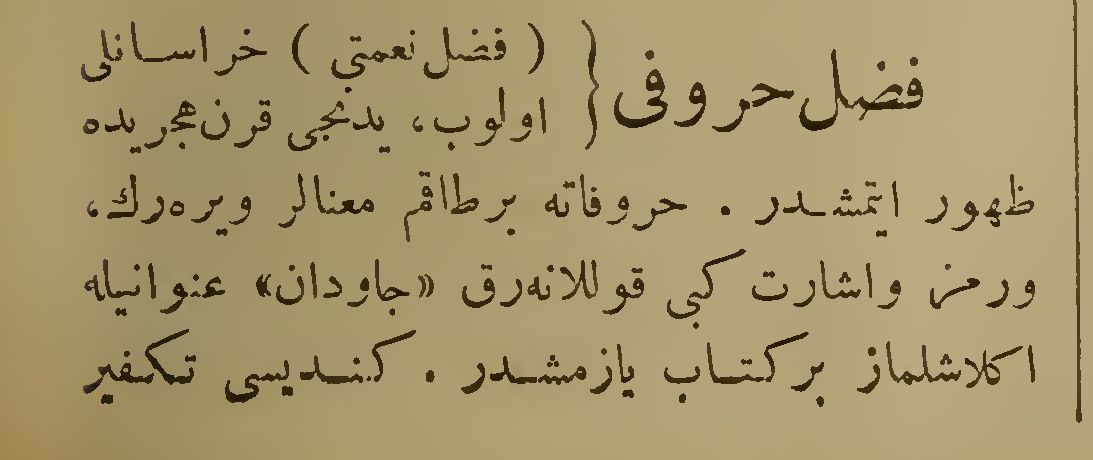 فضل حروفی { ( فضل نعمتی ) خراسانلی
اولوب، یدنجی قرن هجریده
ظهور ایتمشدر . حروفاته برطاقم معنالر ویره‌رك،
ورمز واشارت کبی قوللانه‌رق «جاودان» عنوانیله
اکلاشلماز برکتاب یازمشدر . کندیسی تکفیر